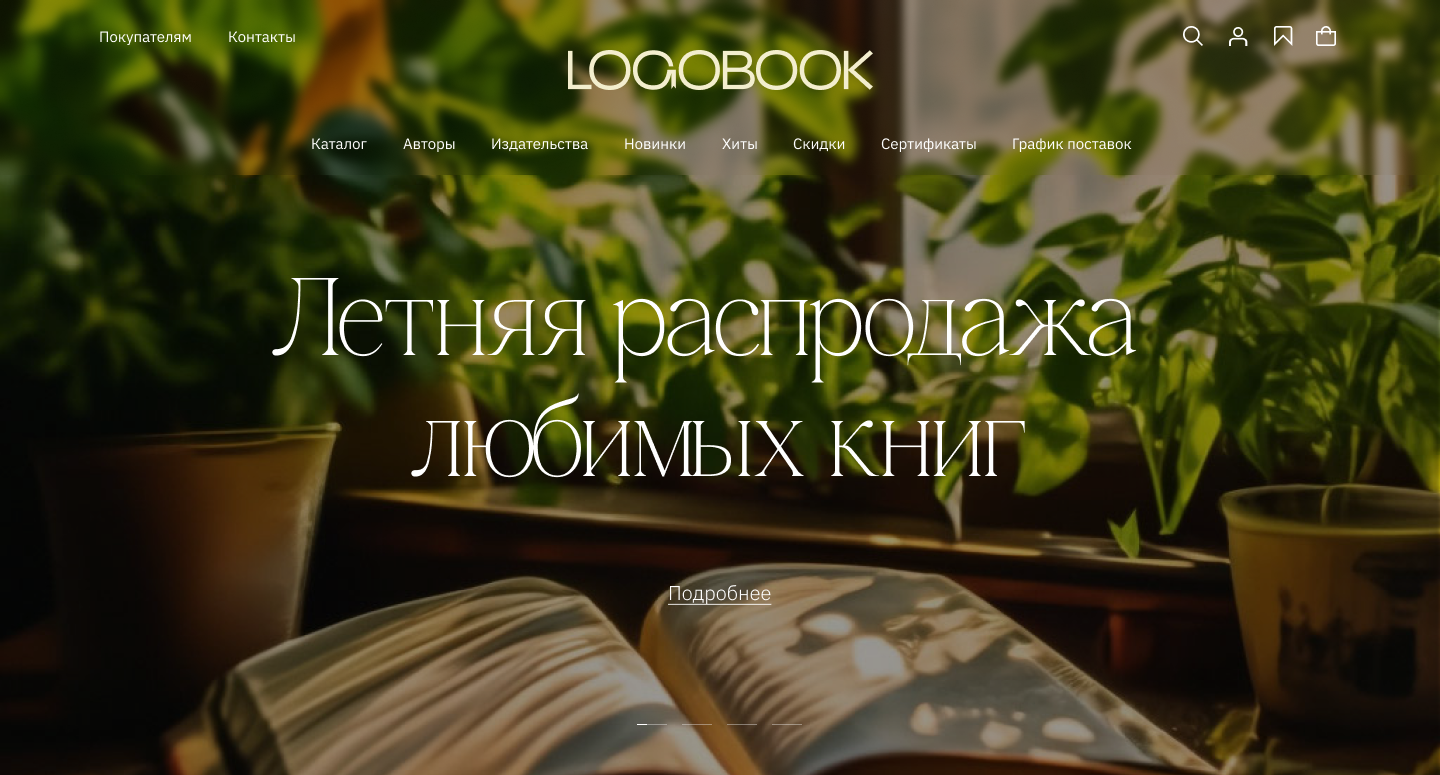 Покупателям Контакты
LOGOBOOK
Каталог Авторы Издательства Новинки Хиты Скидки Сертификаты График поставок
Летняя распродажа
любимых книг
Подробнее